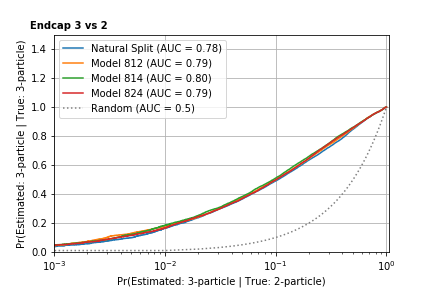 Endcap 3 vs 2
Pr(Estimated: 3-particle | True: 3-particle)
1.4
1.2
1.0
0.8
0.6
0.4
0.2
0.0
Natural Split (AUC = 0.78)
Model 812 (AUC = 0.79)
Model 814 (AUC = 0.80)
Model 824 (AUC = 0.79)
Random (AUC = 0.5)
10⁻³ 10⁻² 10⁻¹ 10⁰
Pr(Estimated: 3-particle | True: 2-particle)